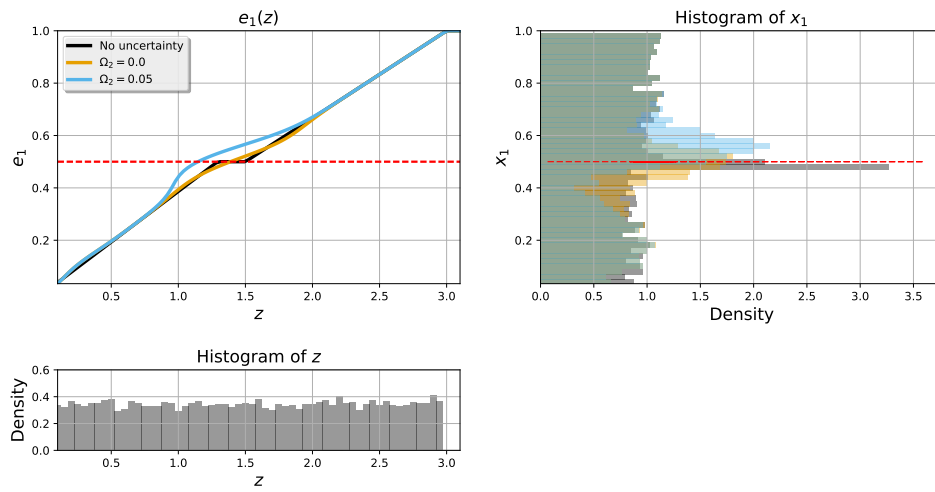 e₁(z)
No uncertainty
Ω₂ = 0.0
Ω₂ = 0.05
e₁
1.0
0.8
0.6
0.4
0.2
0.5 1.0 1.5 2.0 2.5 3.0
z
Histogram of x₁
x₁
1.0
0.8
0.6
0.4
0.2
0.0 0.5 1.0 1.5 2.0 2.5 3.0 3.5
Density
Histogram of z
Density
0.6
0.4
0.2
0.0
0.5 1.0 1.5 2.0 2.5 3.0
z